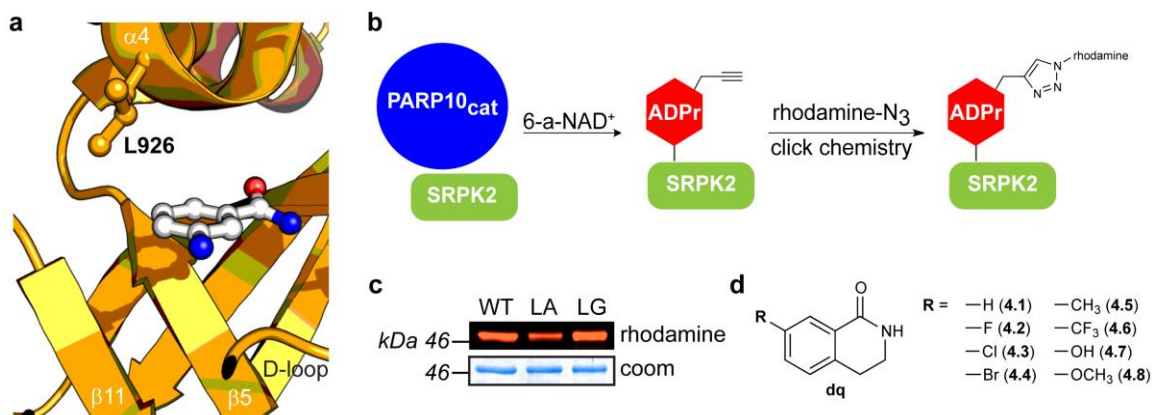 a
α4
L926
β11
β5
D-loop
b
PARP10cat
SRPK2
6-a-NAD+
ADPr
SRPK2
rhodamine-N3
click chemistry
rhodamine
N
N
N
ADPr
SRPK2
c
WT LA LG
kDa 46
rhodamine
46
coom
d
O
R
NH
dq
R = —H (4.1) —CH3 (4.5)
—F (4.2) —CF3 (4.6)
—Cl (4.3) —OH (4.7)
—Br (4.4) —OCH3 (4.8)